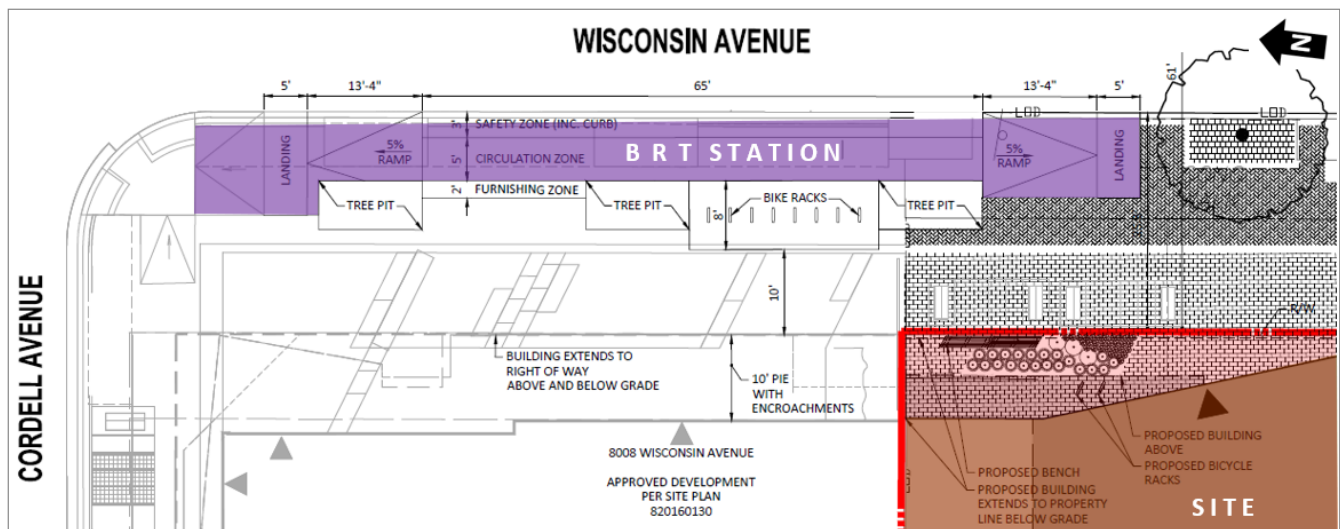 WISCONSIN AVENUE
N
5'
13'-4"
65'
13'-4"
5'
61'
LOD
LOD
3'
SAFETY ZONE (INC. CURB)
LANDING
5%
RAMP
5'
CIRCULATION ZONE
BRT STATION
5%
RAMP
LANDING
2'
FURNISHING ZONE
TREE PIT
TREE PIT
BIKE RACKS
TREE PIT
8'
10'
R/W
CORDELL AVENUE
BUILDING EXTENDS TO
RIGHT OF WAY
ABOVE AND BELOW GRADE
10' PIE
WITH
ENCROACHMENTS
8008 WISCONSIN AVENUE
APPROVED DEVELOPMENT
PER SITE PLAN
820160130
PROPOSED BUILDING
ABOVE
PROPOSED BICYCLE
RACKS
PROPOSED BENCH
PROPOSED BUILDING
EXTENDS TO PROPERTY
LINE BELOW GRADE
SITE